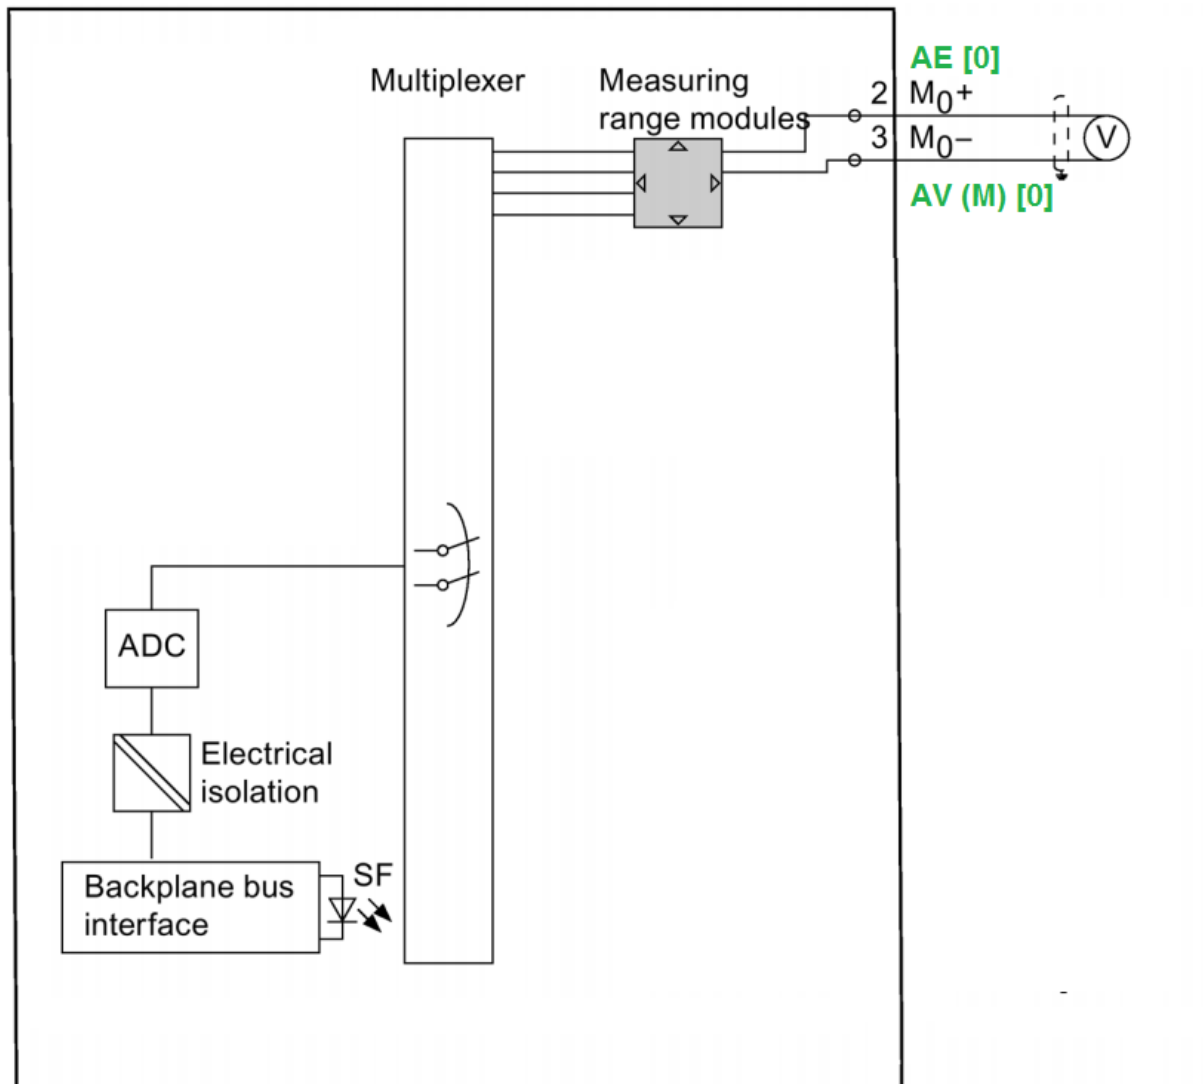 AE [0]
Multiplexer
Measuring
range modules
2 M0+
3 M0–
V
AV (M) [0]
ADC
Electrical
isolation
SF
Backplane bus
interface